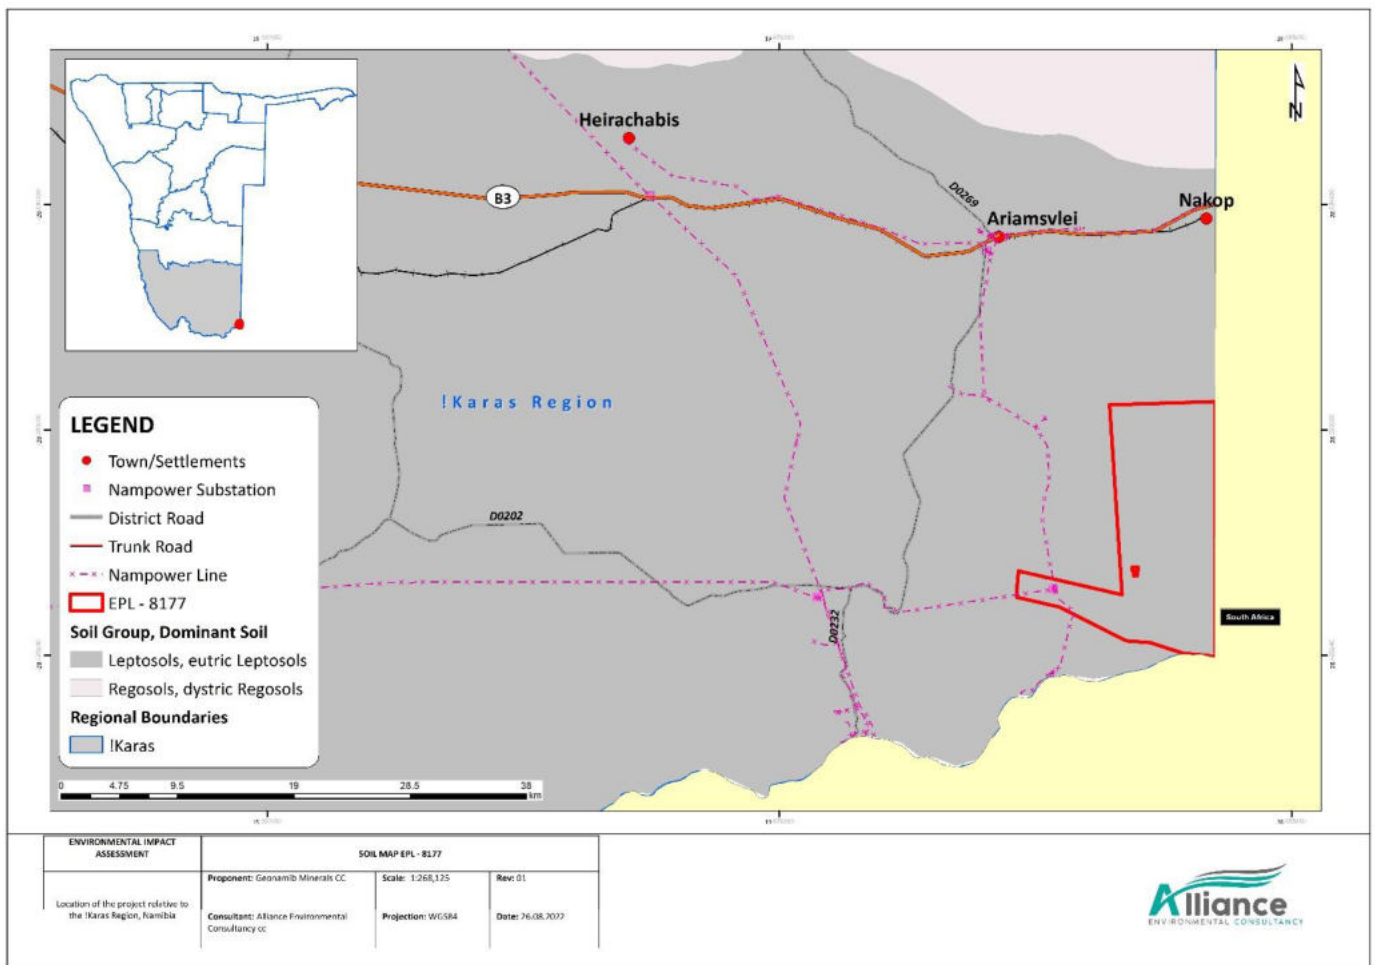 Heirachabis
B3
D0269
Ariamsvlei
Nakop
!Karas Region
D0202
D0232
South Africa
N
LEGEND
Town/Settlements
Nampower Substation
District Road
Trunk Road
Nampower Line
EPL - 8177
Soil Group, Dominant Soil
Leptosols, eutric Leptosols
Regosols, dystric Regosols
Regional Boundaries
!Karas
0 4.75 9.5 19 28.5 38
km
ENVIRONMENTAL IMPACT
ASSESSMENT
SOIL MAP EPL - 8177
Location of the project relative to
the !Karas Region, Namibia
Proponent: Geonamib Minerals CC
Scale: 1:268,125
Rev: 01
Consultant: Alliance Environmental
Consultancy cc
Projection: WGS84
Date: 26.08.2022
Alliance
ENVIRONMENTAL CONSULTANCY